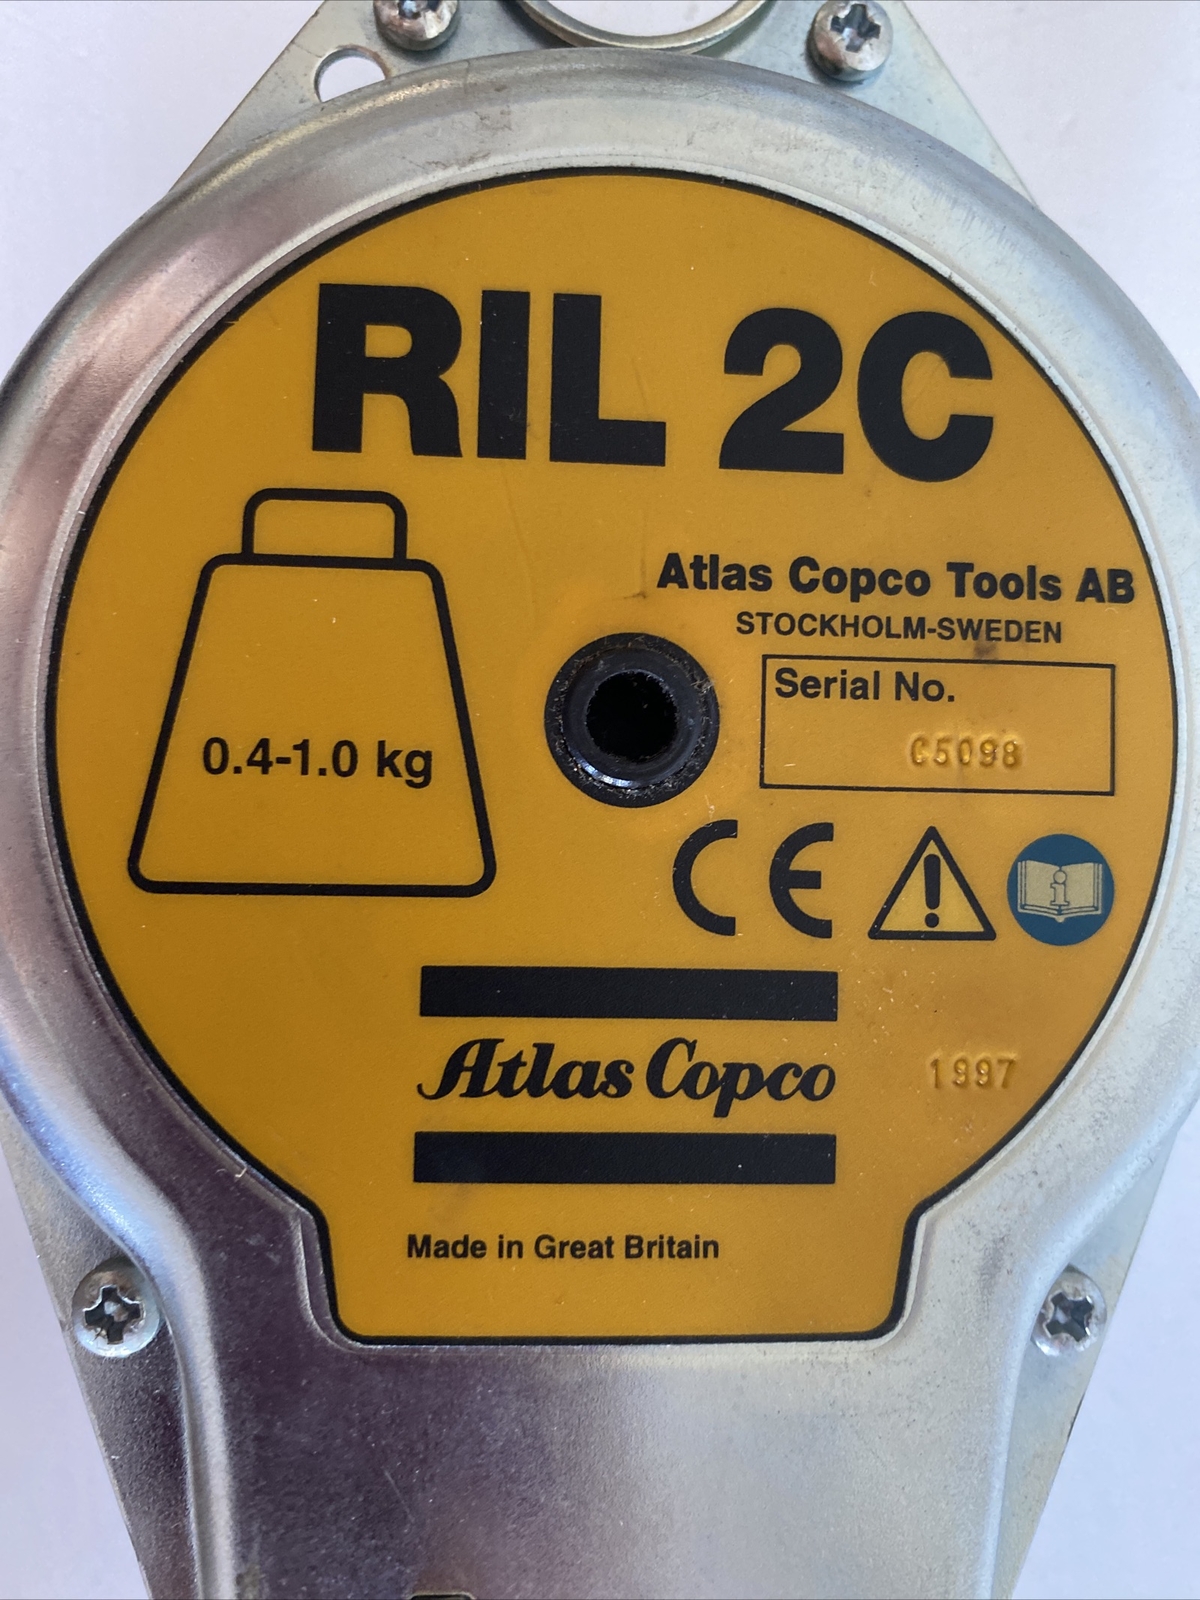 RIL 2C
Atlas Copco Tools AB
STOCKHOLM-SWEDEN
Serial No.
C5098
0.4-1.0 kg
CE
i
Atlas Copco
1997
Made in Great Britain